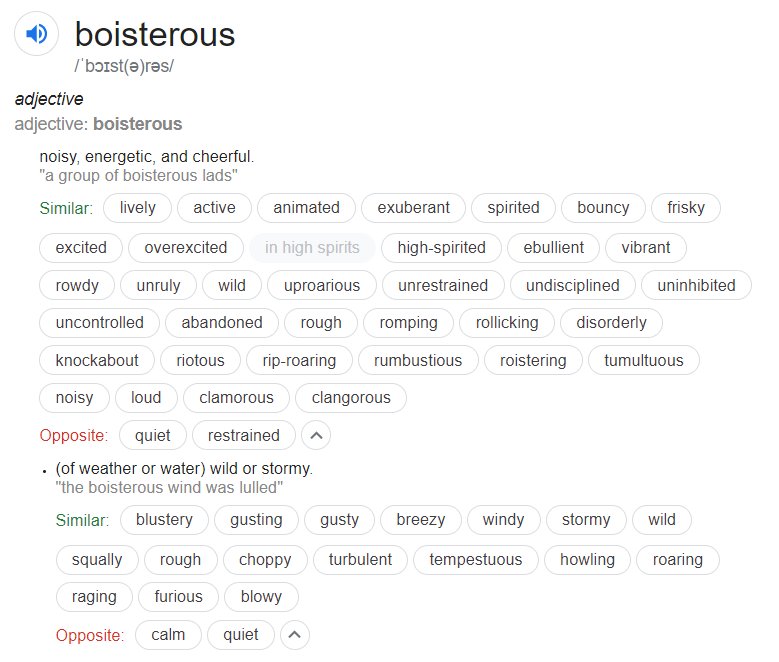 boisterous
/ˈbɔɪst(ə)rəs/
adjective
adjective: boisterous
noisy, energetic, and cheerful.
"a group of boisterous lads"
Similar: lively active animated exuberant spirited bouncy frisky
excited overexcited in high spirits high-spirited ebullient vibrant
rowdy unruly wild uproarious unrestrained undisciplined uninhibited
uncontrolled abandoned rough romping rollicking disorderly
knockabout riotous rip-roaring rumbustious roistering tumultuous
noisy loud clamorous clangorous
Opposite: quiet restrained
• (of weather or water) wild or stormy.
"the boisterous wind was lulled"
Similar: blustery gusting gusty breezy windy stormy wild
squally rough choppy turbulent tempestuous howling roaring
raging furious blowy
Opposite: calm quiet